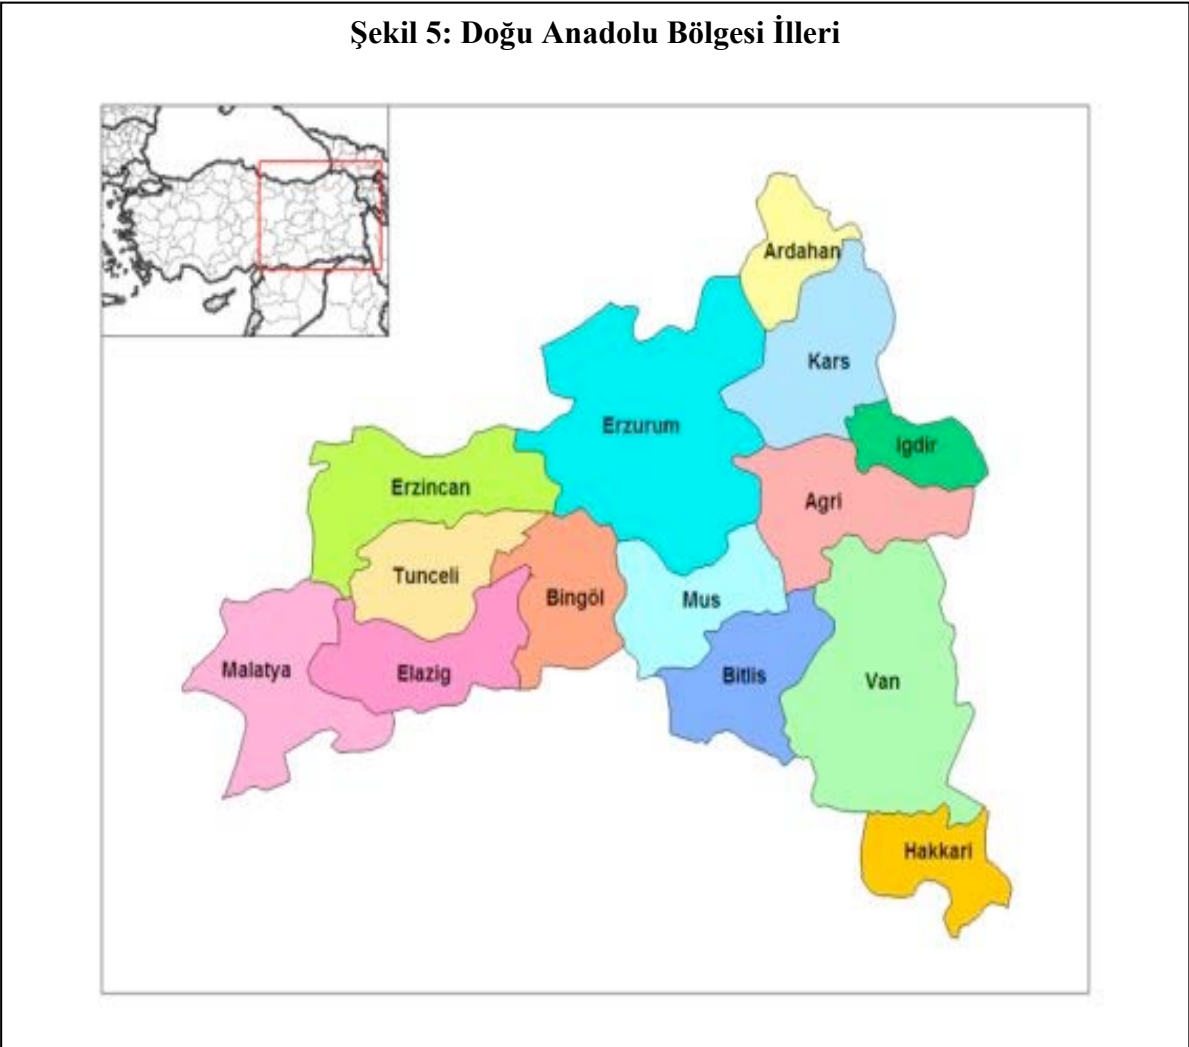 Şekil 5: Doğu Anadolu Bölgesi İlleri
Ardahan
Kars
Erzurum
Igdir
Erzincan
Agri
Tunceli
Bingöl
Mus
Malatya
Elazig
Bitlis
Van
Hakkari